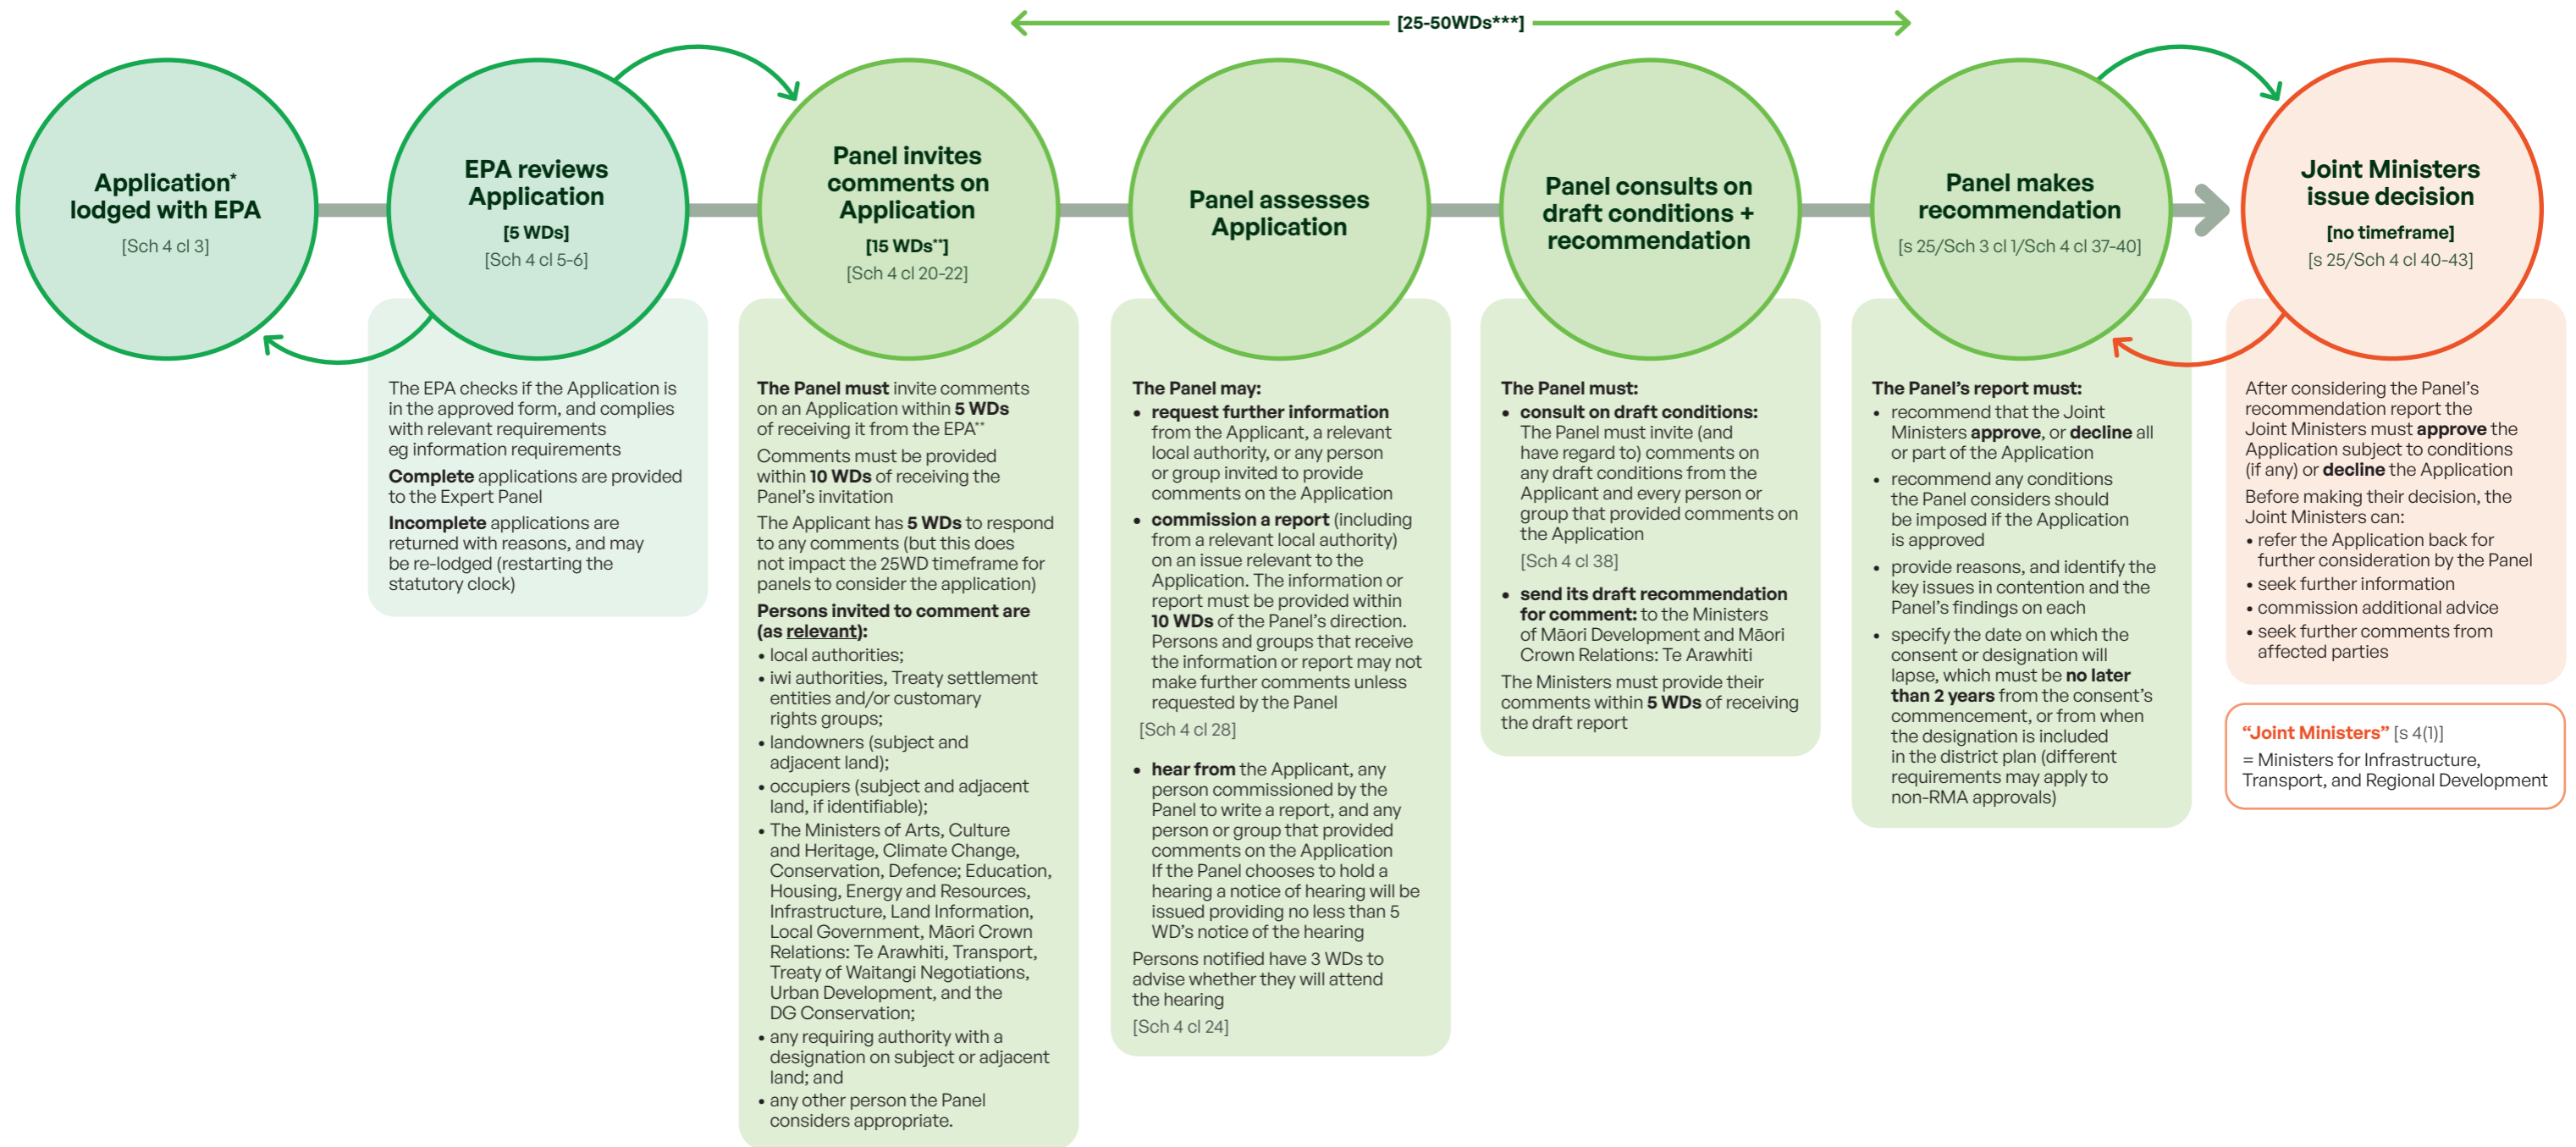 [25-50WDs***]
Application*
lodged with EPA
[Sch 4 cl 3]
EPA reviews
Application
[5 WDs]
[Sch 4 cl 5-6]
The EPA checks if the Application is
in the approved form, and complies
with relevant requirements
eg information requirements
Complete applications are provided
to the Expert Panel
Incomplete applications are
returned with reasons, and may
be re-lodged (restarting the
statutory clock)
Panel invites
comments on
Application
[15 WDs**]
[Sch 4 cl 20-22]
The Panel must invite comments
on an Application within 5 WDs
of receiving it from the EPA**
Comments must be provided
within 10 WDs of receiving the
Panel's invitation
The Applicant has 5 WDs to respond
to any comments (but this does
not impact the 25WD timeframe for
panels to consider the application)
Persons invited to comment are
(as relevant):
• local authorities;
• iwi authorities, Treaty settlement
entities and/or customary
rights groups;
• landowners (subject and
adjacent land);
• occupiers (subject and adjacent
land, if identifiable);
• The Ministers of Arts, Culture
and Heritage, Climate Change,
Conservation, Defence; Education,
Housing, Energy and Resources,
Infrastructure, Land Information,
Local Government, Māori Crown
Relations: Te Arawhiti, Transport,
Treaty of Waitangi Negotiations,
Urban Development, and the
DG Conservation;
• any requiring authority with a
designation on subject or adjacent
land; and
• any other person the Panel
considers appropriate.
Panel assesses
Application
The Panel may:
• request further information
from the Applicant, a relevant
local authority, or any person
or group invited to provide
comments on the Application
• commission a report (including
from a relevant local authority)
on an issue relevant to the
Application. The information or
report must be provided within
10 WDs of the Panel's direction.
Persons and groups that receive
the information or report may not
make further comments unless
requested by the Panel
[Sch 4 cl 28]
• hear from the Applicant, any
person commissioned by the
Panel to write a report, and any
person or group that provided
comments on the Application
If the Panel chooses to hold a
hearing a notice of hearing will be
issued providing no less than 5
WD's notice of the hearing
Persons notified have 3 WDs to
advise whether they will attend
the hearing
[Sch 4 cl 24]
Panel consults on
draft conditions +
recommendation
The Panel must:
• consult on draft conditions:
The Panel must invite (and
have regard to) comments on
any draft conditions from the
Applicant and every person or
group that provided comments on
the Application
[Sch 4 cl 38]
• send its draft recommendation
for comment: to the Ministers
of Māori Development and Māori
Crown Relations: Te Arawhiti
The Ministers must provide their
comments within 5 WDs of receiving
the draft report
Panel makes
recommendation
[s 25/Sch 3 cl 1/Sch 4 cl 37-40]
The Panel's report must:
• recommend that the Joint
Ministers approve, or decline all
or part of the Application
• recommend any conditions
the Panel considers should
be imposed if the Application
is approved
• provide reasons, and identify the
key issues in contention and the
Panel's findings on each
• specify the date on which the
consent or designation will
lapse, which must be no later
than 2 years from the consent's
commencement, or from when
the designation is included
in the district plan (different
requirements may apply to
non-RMA approvals)
Joint Ministers
issue decision
[no timeframe]
[s 25/Sch 4 cl 40-43]
After considering the Panel's
recommendation report the
Joint Ministers must approve the
Application subject to conditions
(if any) or decline the Application
Before making their decision, the
Joint Ministers can:
• refer the Application back for
further consideration by the Panel
• seek further information
• commission additional advice
• seek further comments from
affected parties
“Joint Ministers” [s 4(1)]
= Ministers for Infrastructure,
Transport, and Regional Development